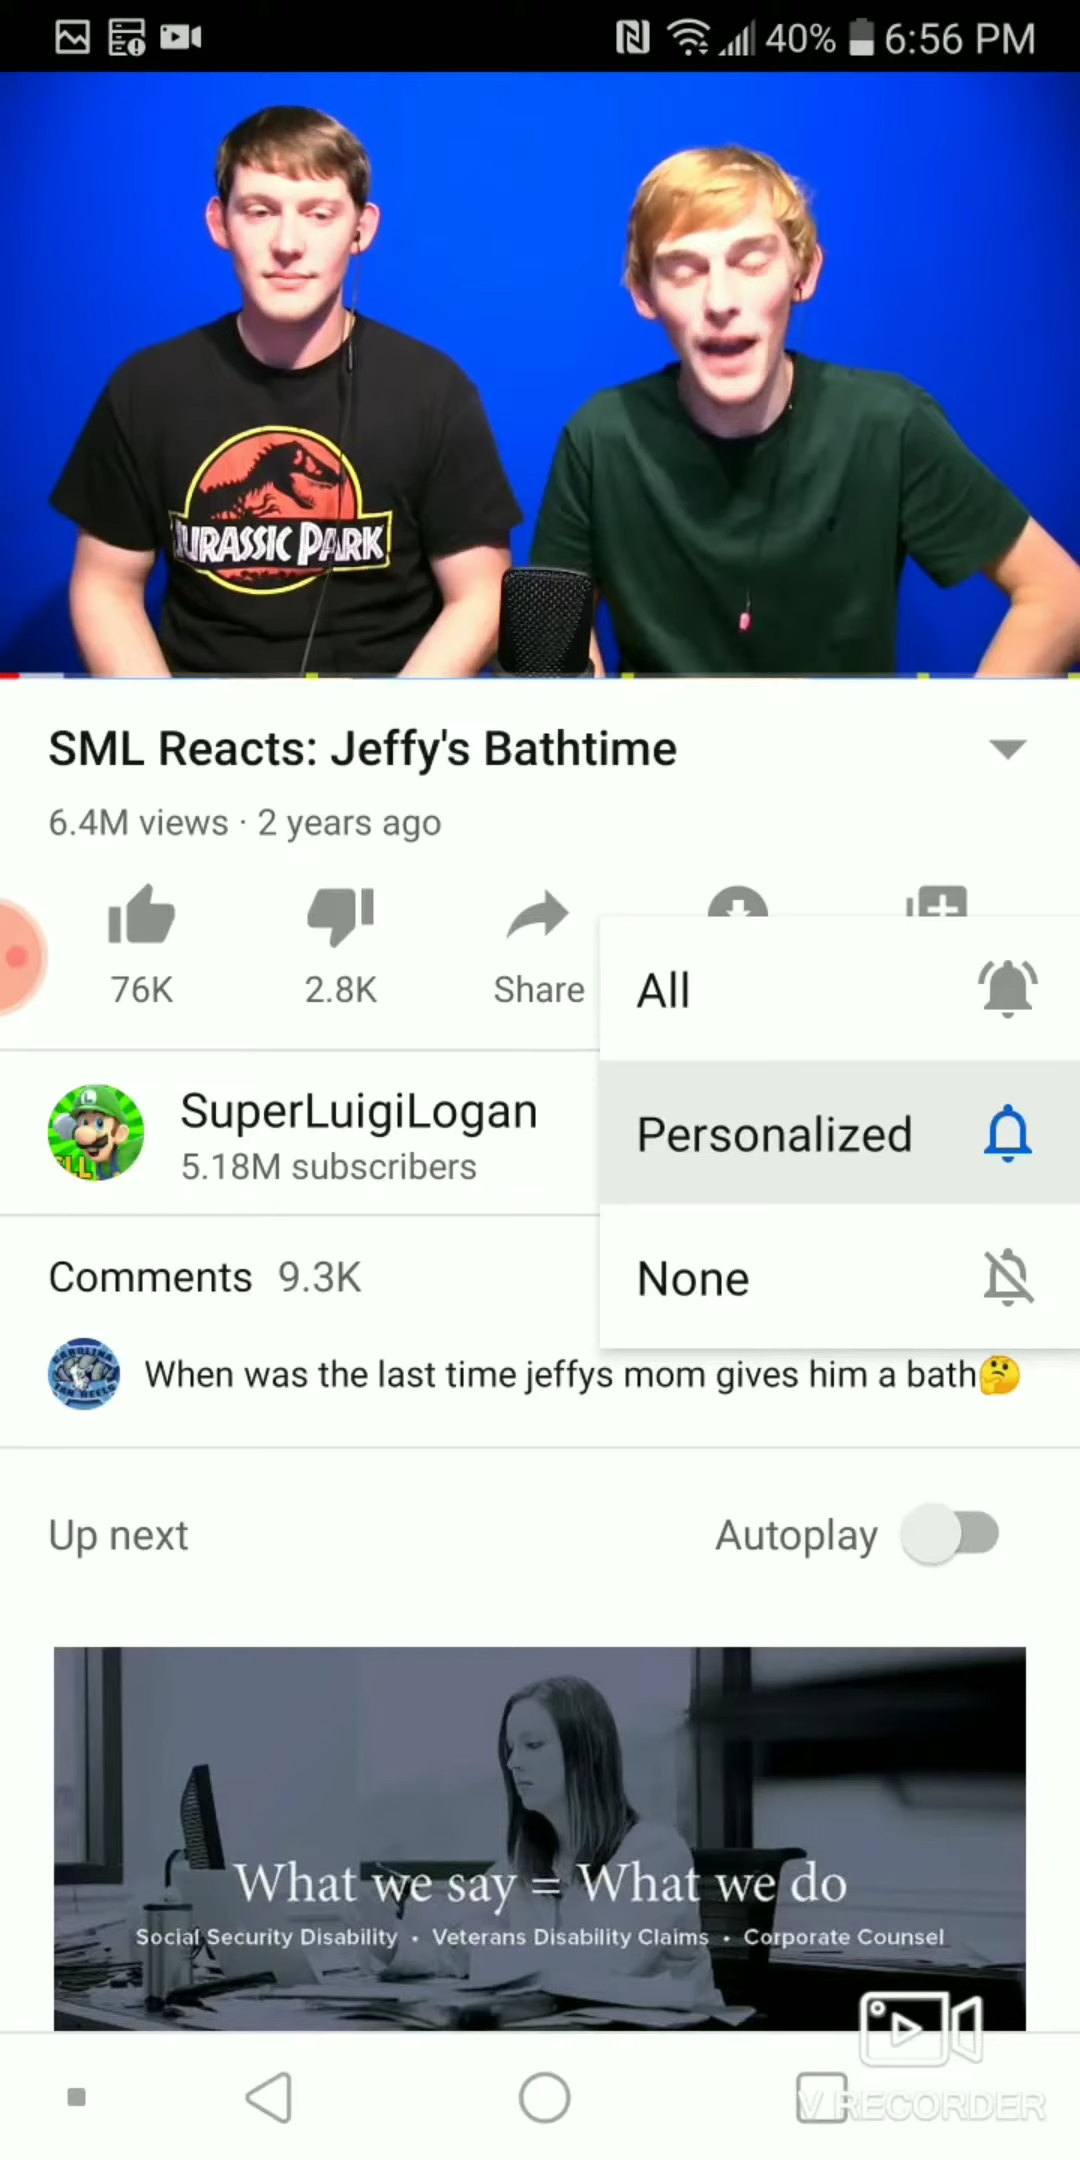 40% 6:56 PM
JURASSIC PARK
SML Reacts: Jeffy's Bathtime
6.4M views · 2 years ago
76K
2.8K
Share
All
Personalized
None
SuperLuigiLogan
5.18M subscribers
Comments 9.3K
When was the last time jeffys mom gives him a bath🤔
Up next
Autoplay
What we say = What we do
Social Security Disability • Veterans Disability Claims • Corporate Counsel
V RECORDER